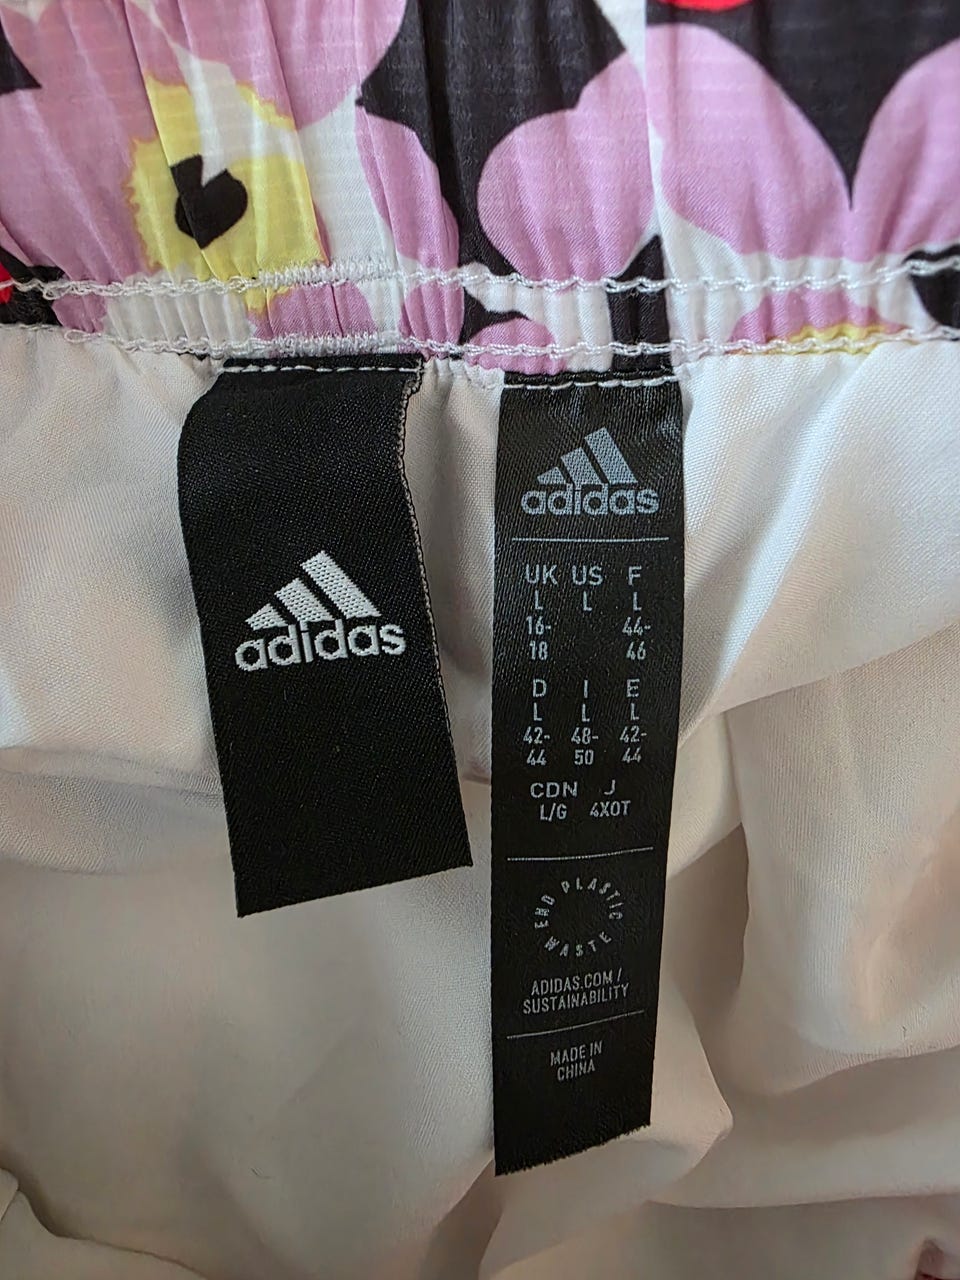 adidas
adidas
UK US F
L L L
16- 44-
18 46
D I E
L L L
42- 48- 42-
44 50 44
CDN J
L/G 4XOT
END PLASTIC WASTE
ADIDAS.COM/
SUSTAINABILITY
MADE IN
CHINA